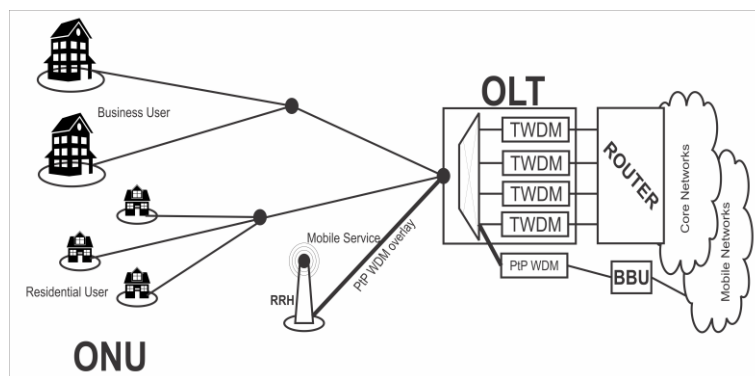 OLT
Business User
TWDM
TWDM
TWDM
TWDM
ROUTER
Core Networks
Mobile Networks
Mobile Service
PtP WDM overlay
PtP WDM
BBU
RRH
Residential User
ONU